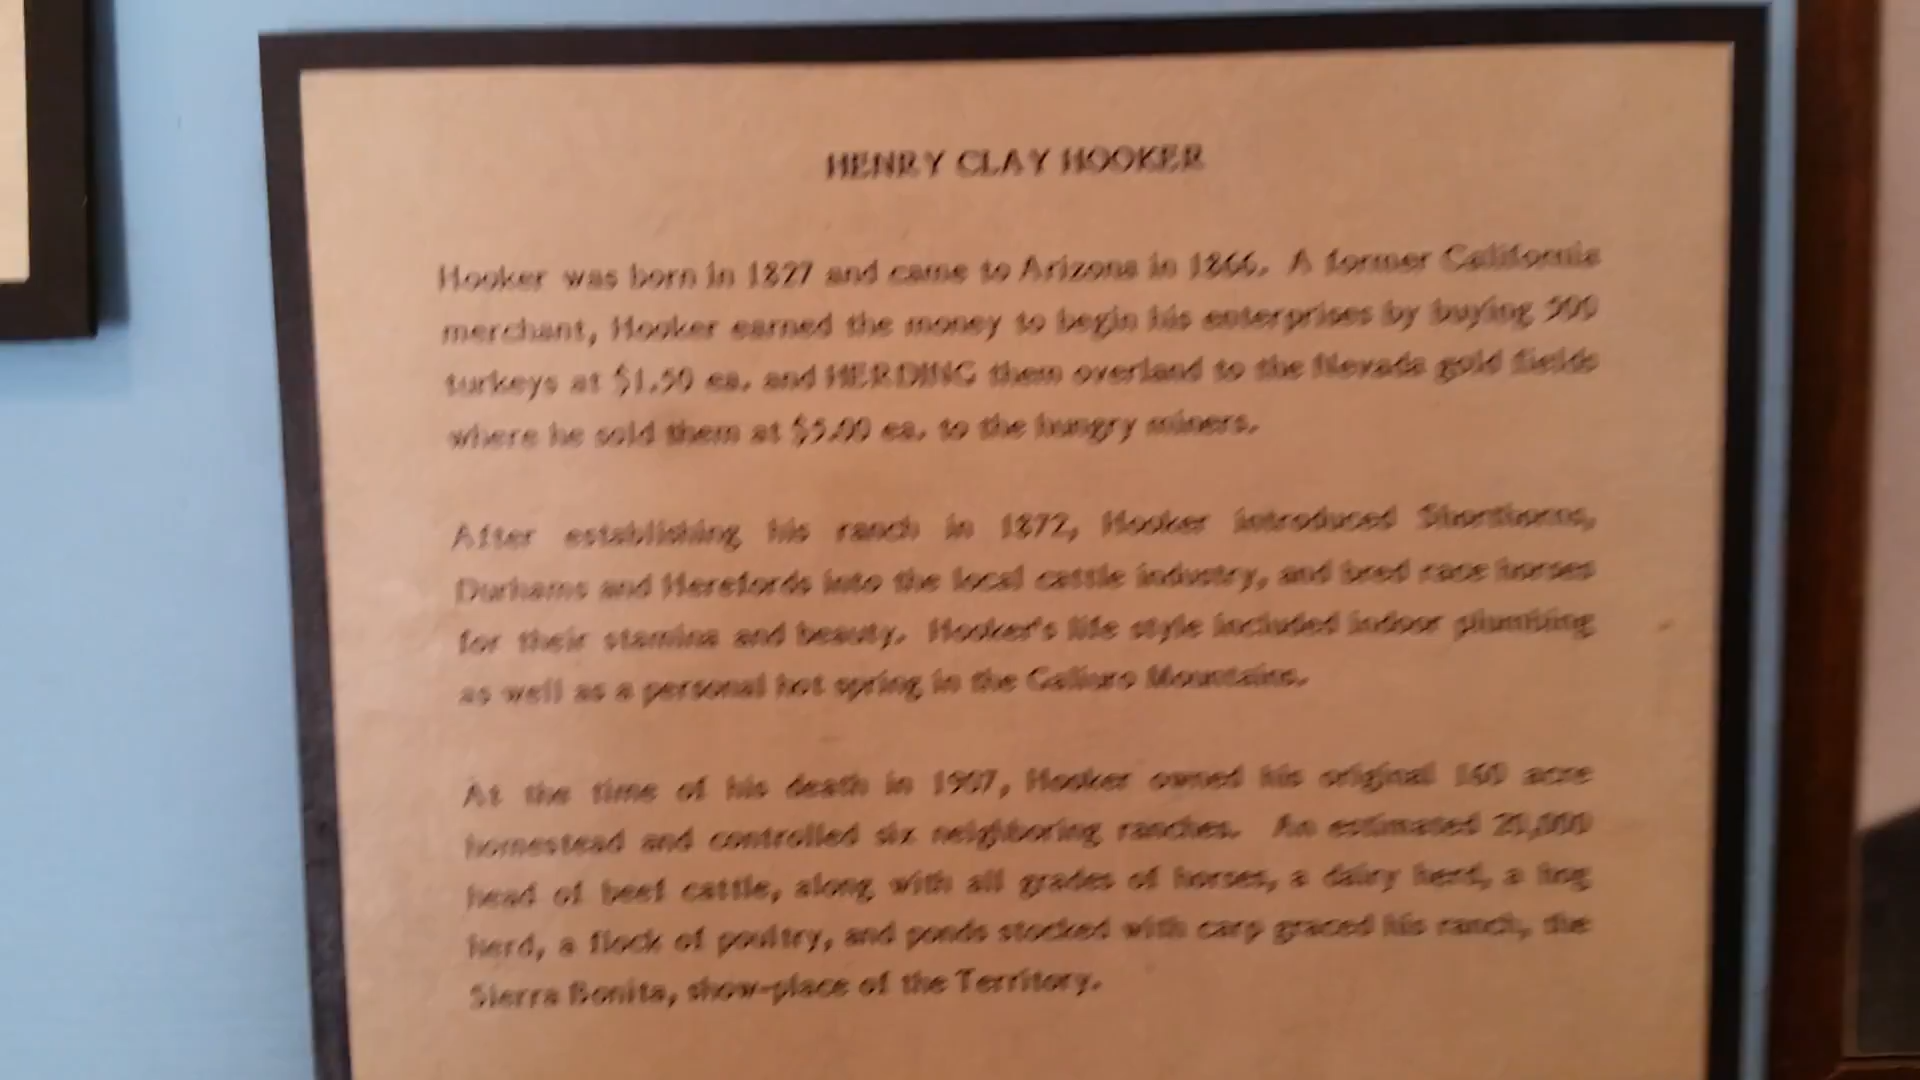 HENRY CLAY HOOKER
Hooker was born in 1827 and came to Arizona in 1866. A former California
merchant, Hooker earned the money to begin his enterprises by buying 500
turkeys at $1.50 ea. and HERDING them overland to the Nevada gold fields
where he sold them at $5.00 ea. to the hungry miners.
After establishing his ranch in 1872, Hooker introduced Shorthorns,
Durhams and Herefords into the local cattle industry, and bred race horses
for their stamina and beauty. Hooker's life style included indoor plumbing
as well as a personal hot spring in the Galiuro Mountains.
At the time of his death in 1907, Hooker owned his original 160 acre
homestead and controlled six neighboring ranches. An estimated 20,000
head of beef cattle, along with all grades of horses, a dairy herd, a hog
herd, a flock of poultry, and ponds stocked with carp graced his ranch, the
Sierra Bonita, show-place of the Territory.